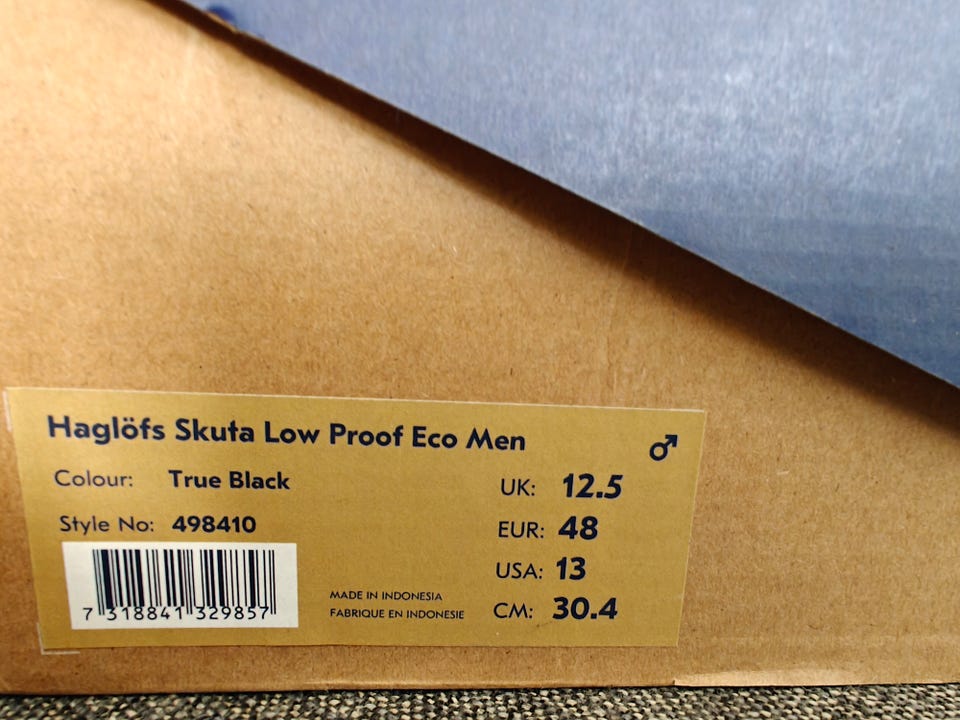 Haglöfs Skuta Low Proof Eco Men
♂
Colour: True Black
Style No: 498410
7 318841 329857
MADE IN INDONESIA
FABRIQUE EN INDONESIE
UK: 12.5
EUR: 48
USA: 13
CM: 30.4